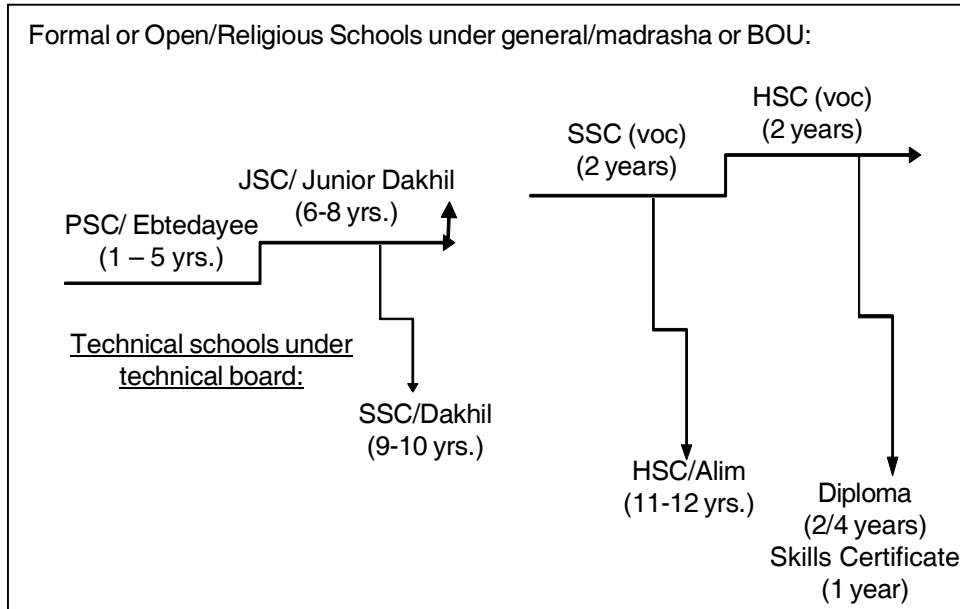 Formal or Open/Religious Schools under general/madrasha or BOU:
PSC/ Ebtedayee
(1 – 5 yrs.)
JSC/ Junior Dakhil
(6-8 yrs.)
SSC (voc)
(2 years)
HSC (voc)
(2 years)
Technical schools under
technical board:
SSC/Dakhil
(9-10 yrs.)
HSC/Alim
(11-12 yrs.)
Diploma
(2/4 years)
Skills Certificate
(1 year)